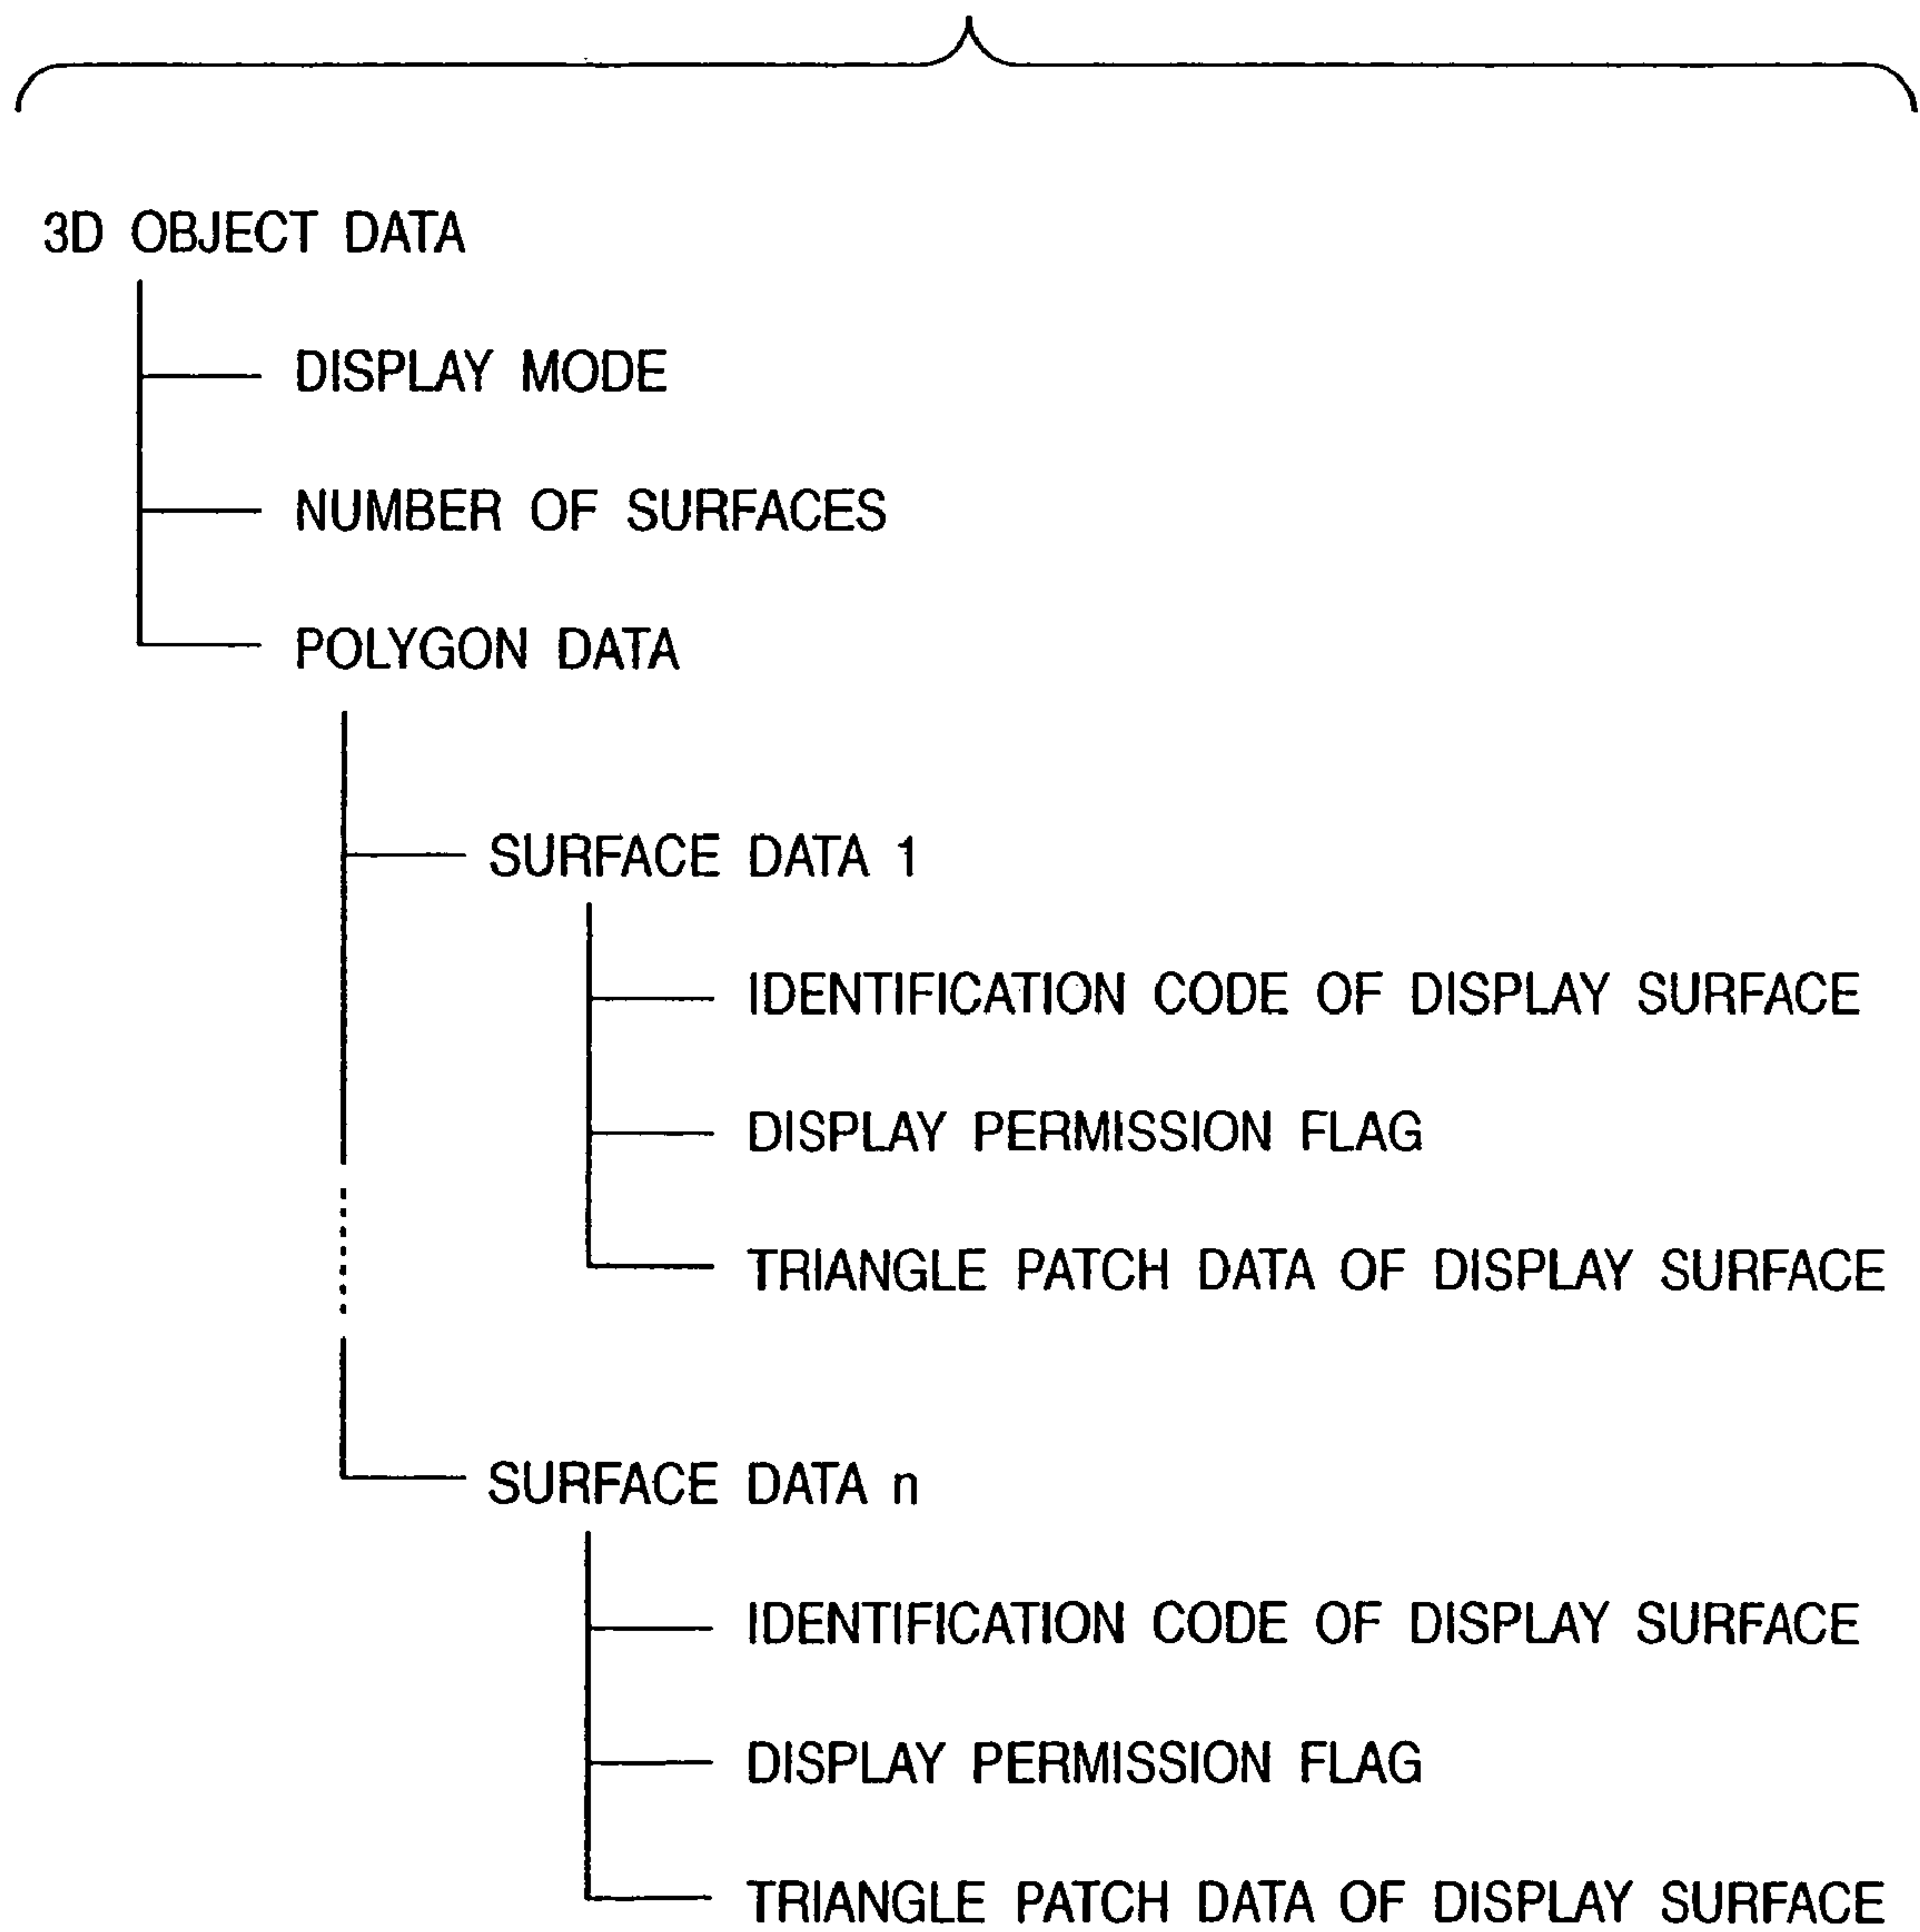 3D OBJECT DATA
DISPLAY MODE
NUMBER OF SURFACES
POLYGON DATA
SURFACE DATA 1
IDENTIFICATION CODE OF DISPLAY SURFACE
DISPLAY PERMISSION FLAG
TRIANGLE PATCH DATA OF DISPLAY SURFACE
SURFACE DATA n
IDENTIFICATION CODE OF DISPLAY SURFACE
DISPLAY PERMISSION FLAG
TRIANGLE PATCH DATA OF DISPLAY SURFACE